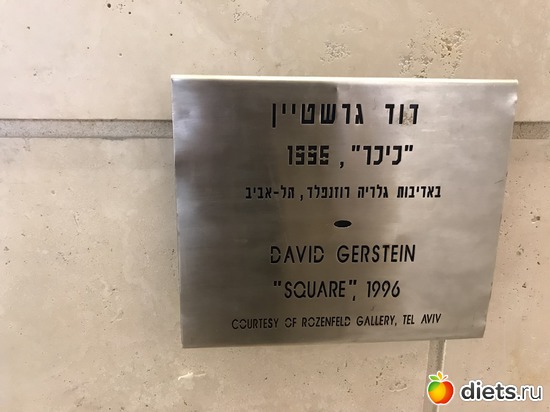 דוד גרשטיין
"כיכר", 1996
באדיבות גלריה רוזנפלד, תל-אביב
DAVID GERSTEIN
"SQUARE", 1996
COURTESY OF ROZENFELD GALLERY, TEL AVIV
diets.ru